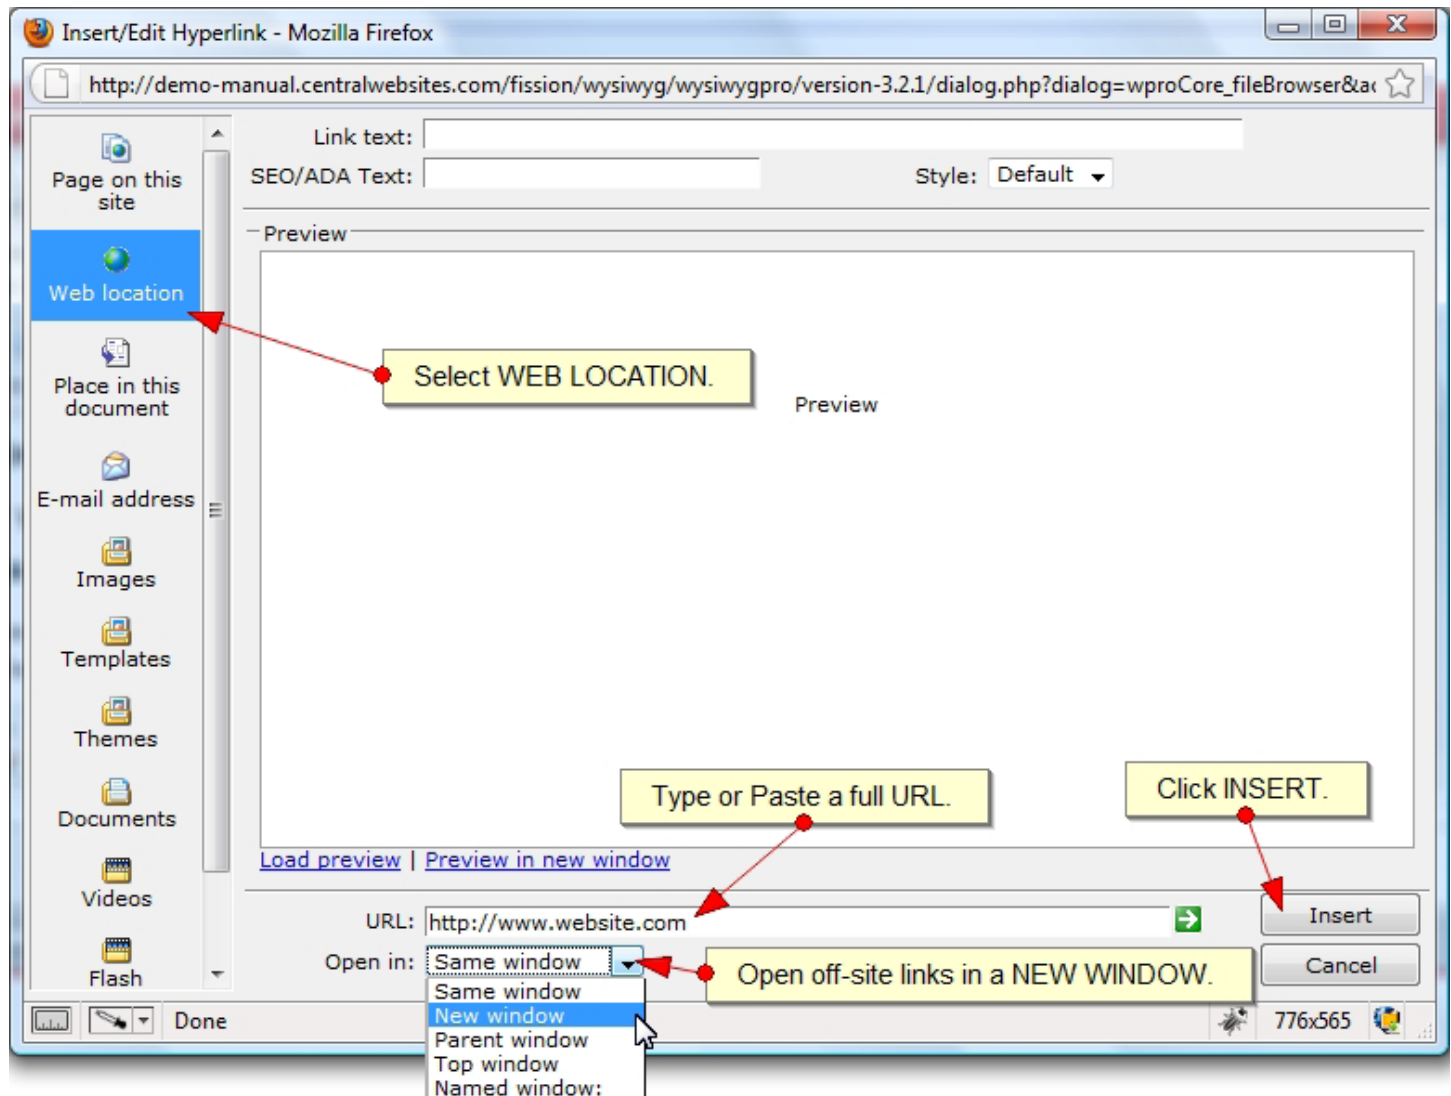 Insert/Edit Hyperlink - Mozilla Firefox
http://demo-manual.centralwebsites.com/fission/wysiwyg/wysiwygpro/version-3.2.1/dialog.php?dialog=wproCore_fileBrowser&ac
Page on this
site
Web location
Place in this
document
E-mail address
Images
Templates
Themes
Documents
Videos
Flash
Link text:
SEO/ADA Text:
Style: Default
Preview
Select WEB LOCATION.
Preview
Type or Paste a full URL.
Click INSERT.
Load preview | Preview in new window
URL: http://www.website.com
Insert
Open in: Same window
Open off-site links in a NEW WINDOW.
Cancel
Same window
New window
Parent window
Top window
Named window:
Done
776x565